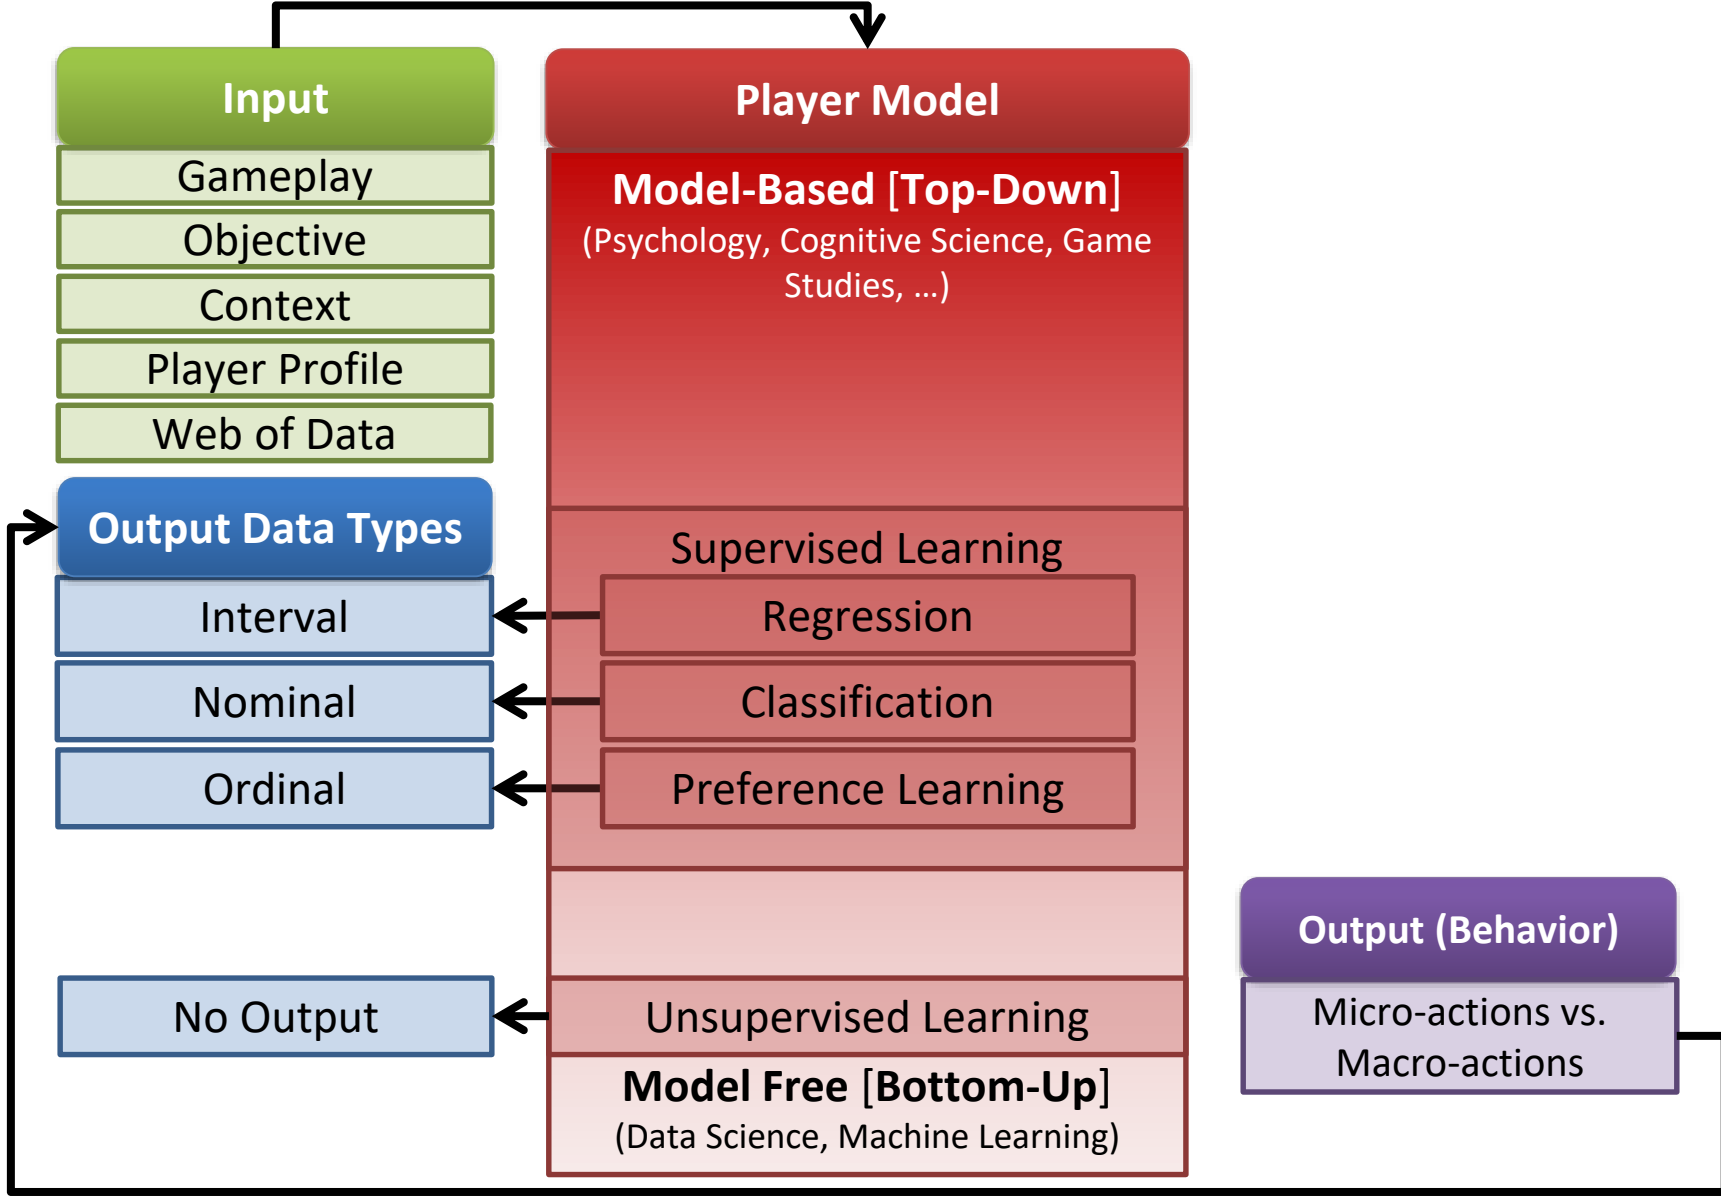 Input
Gameplay
Objective
Context
Player Profile
Web of Data
Output Data Types
Interval
Nominal
Ordinal
No Output
Player Model
Model-Based [Top-Down]
(Psychology, Cognitive Science, Game
Studies, ...)
Supervised Learning
Regression
Classification
Preference Learning
Unsupervised Learning
Model Free [Bottom-Up]
(Data Science, Machine Learning)
Output (Behavior)
Micro-actions vs.
Macro-actions